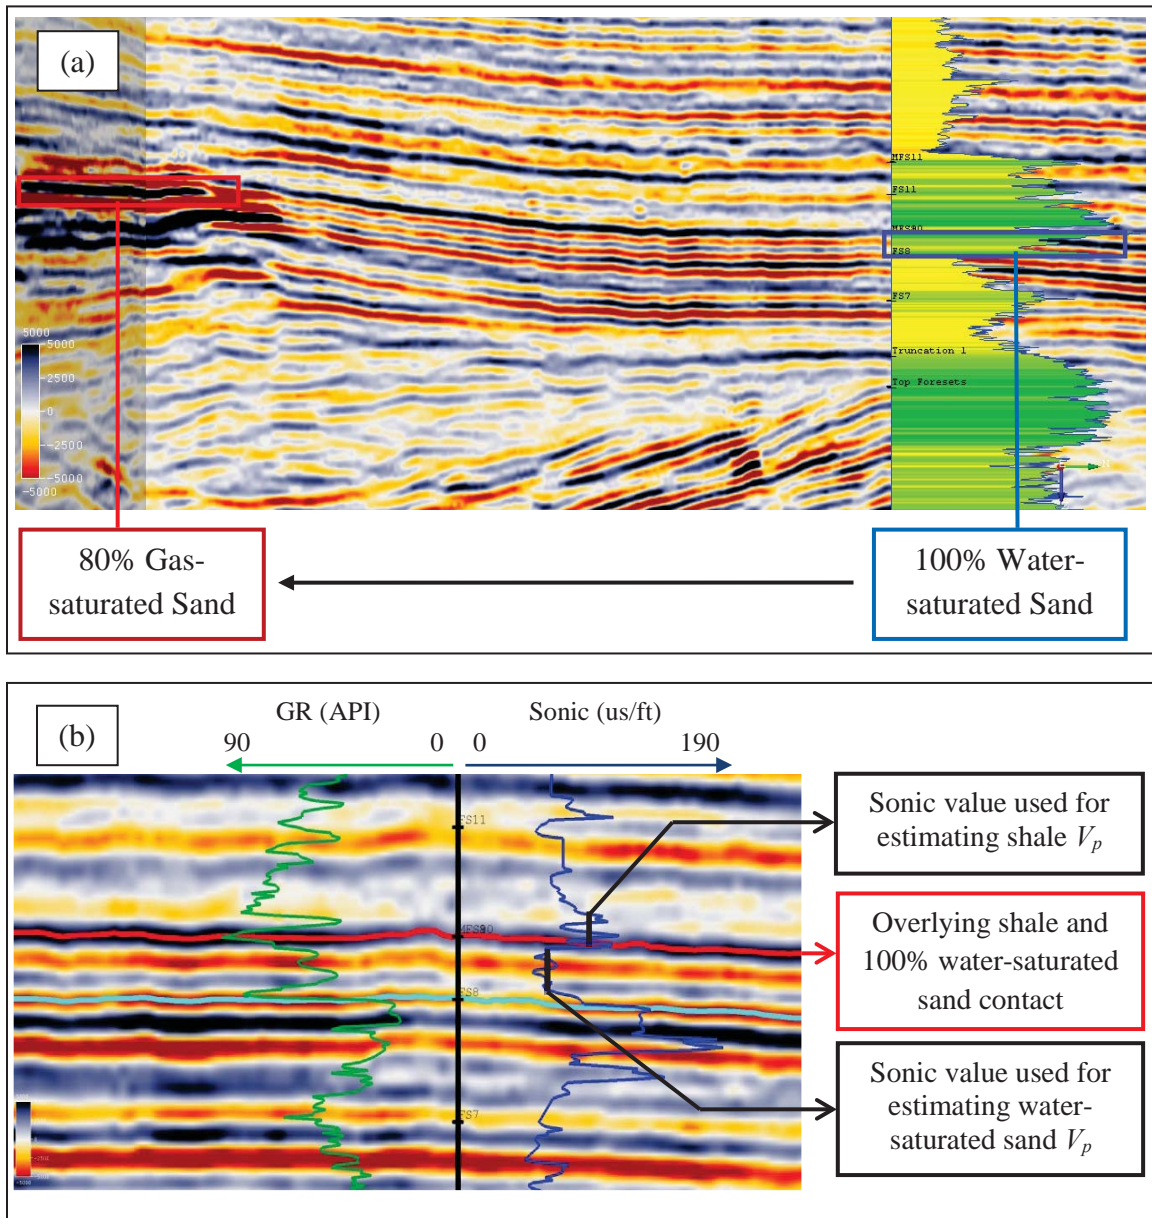 (a)
MFS11
FS11
MFS90
FS8
FS7
Truncation 1
Top Foresets
5000
5000
2500
0
-2500
-5000
-5000
80% Gas-
saturated Sand
100% Water-
saturated Sand
(b)
GR (API)
Sonic (us/ft)
90
0
0
190
FS11
MFS90
FS8
FS7
Sonic value used for
estimating shale Vp
Overlying shale and
100% water-saturated
sand contact
Sonic value used for
estimating water-
saturated sand Vp